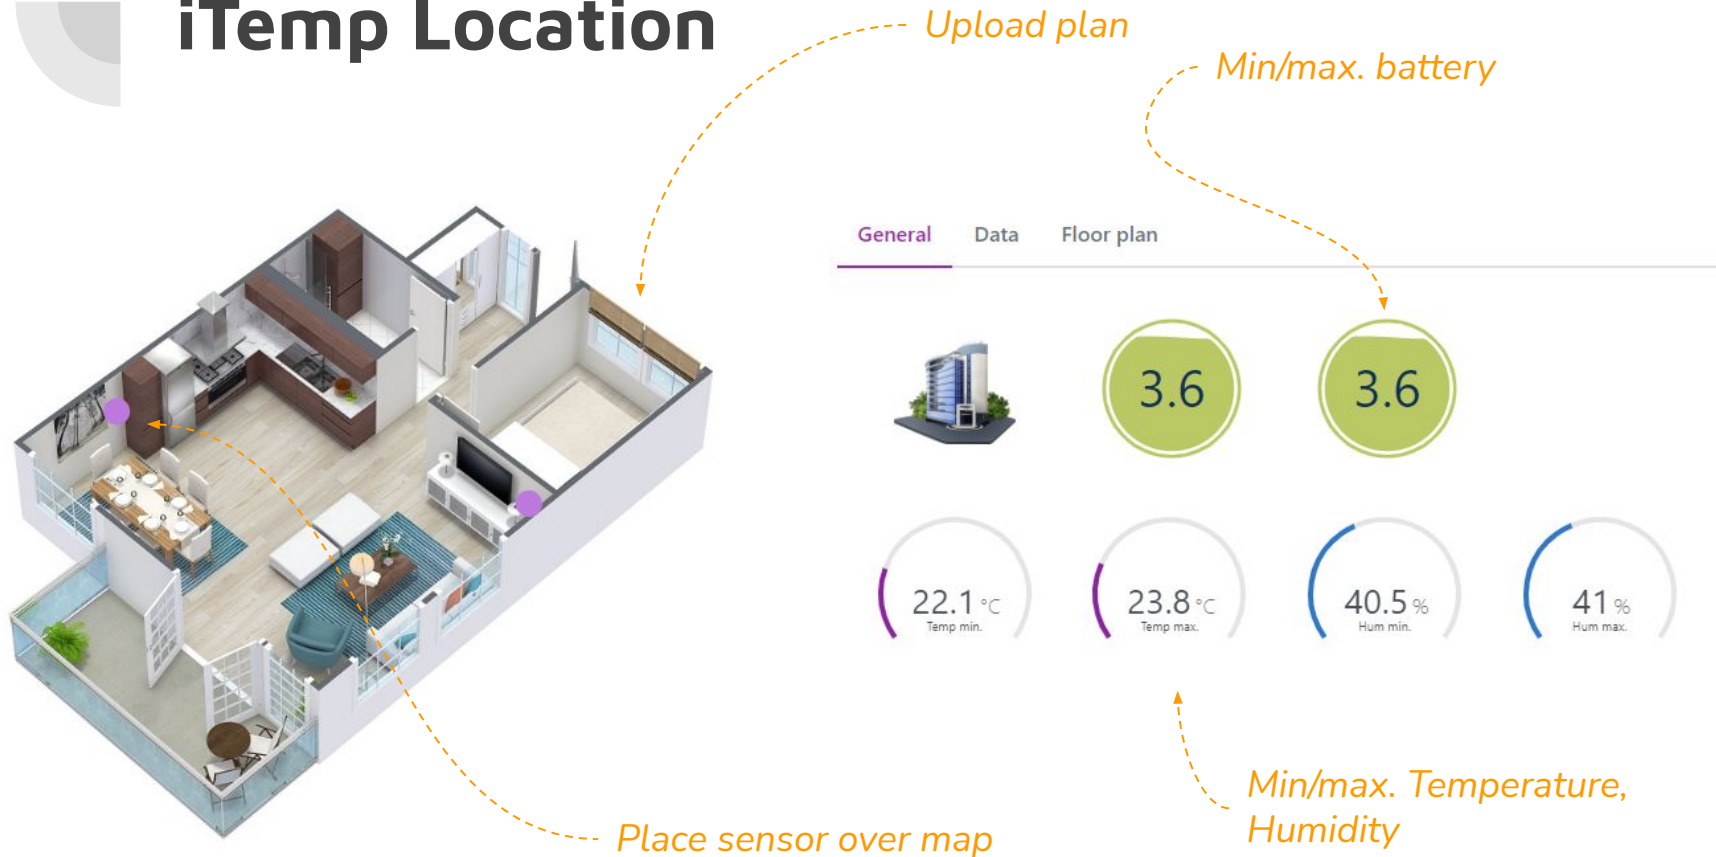 iTemp Location
Upload plan
Min/max. battery
General Data Floor plan
3.6 3.6
22.1 °C 23.8 °C 40.5 % 41 %
Temp min. Temp max. Hum min. Hum max.
Min/max. Temperature,
Humidity
Place sensor over map